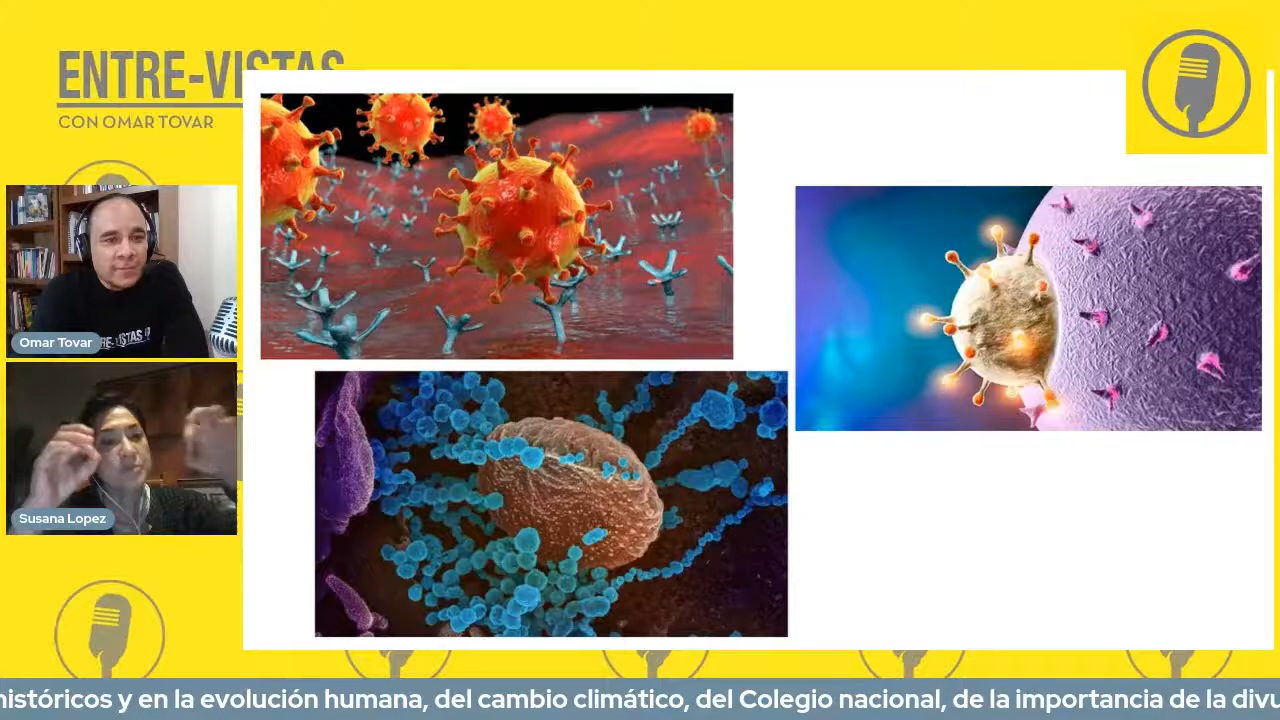 ENTRE-VISTAS
CON OMAR TOVAR
Omar Tovar
Susana Lopez
históricos y en la evolución humana, del cambio climático, del Colegio nacional, de la importancia de la divu